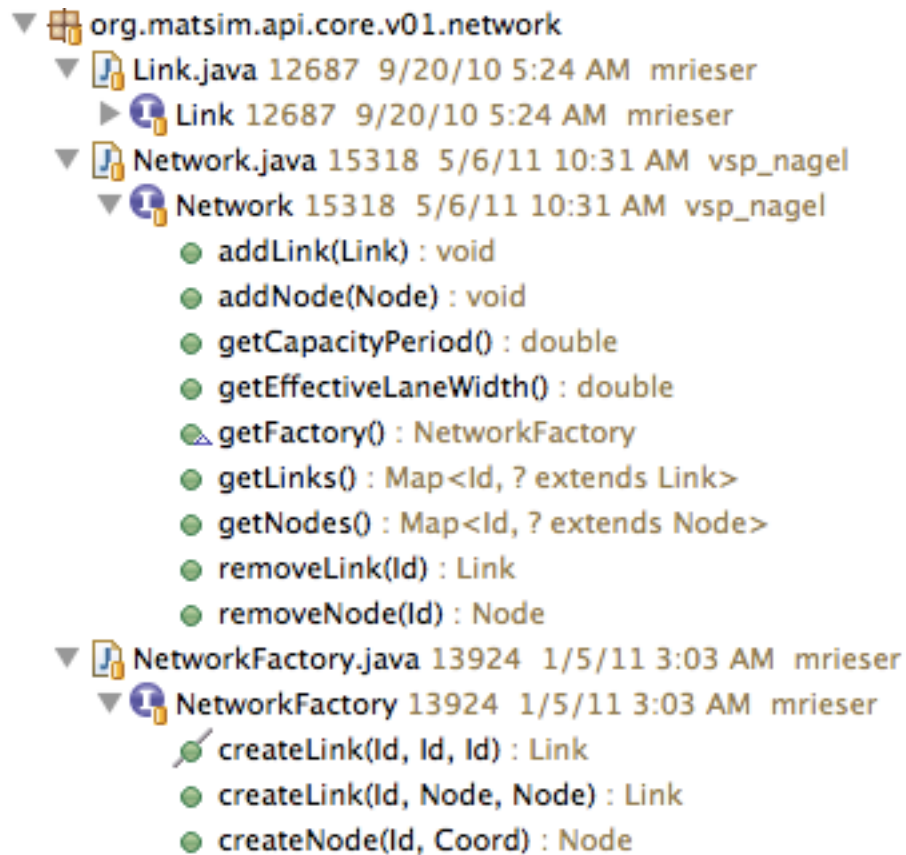 org.matsim.api.core.v01.network
Link.java 12687 9/20/10 5:24 AM mrieser
Link 12687 9/20/10 5:24 AM mrieser
Network.java 15318 5/6/11 10:31 AM vsp_nagel
Network 15318 5/6/11 10:31 AM vsp_nagel
addLink(Link) : void
addNode(Node) : void
getCapacityPeriod() : double
getEffectiveLaneWidth() : double
getFactory() : NetworkFactory
getLinks() : Map<Id, ? extends Link>
getNodes() : Map<Id, ? extends Node>
removeLink(Id) : Link
removeNode(Id) : Node
NetworkFactory.java 13924 1/5/11 3:03 AM mrieser
NetworkFactory 13924 1/5/11 3:03 AM mrieser
createLink(Id, Id, Id) : Link
createLink(Id, Node, Node) : Link
createNode(Id, Coord) : Node